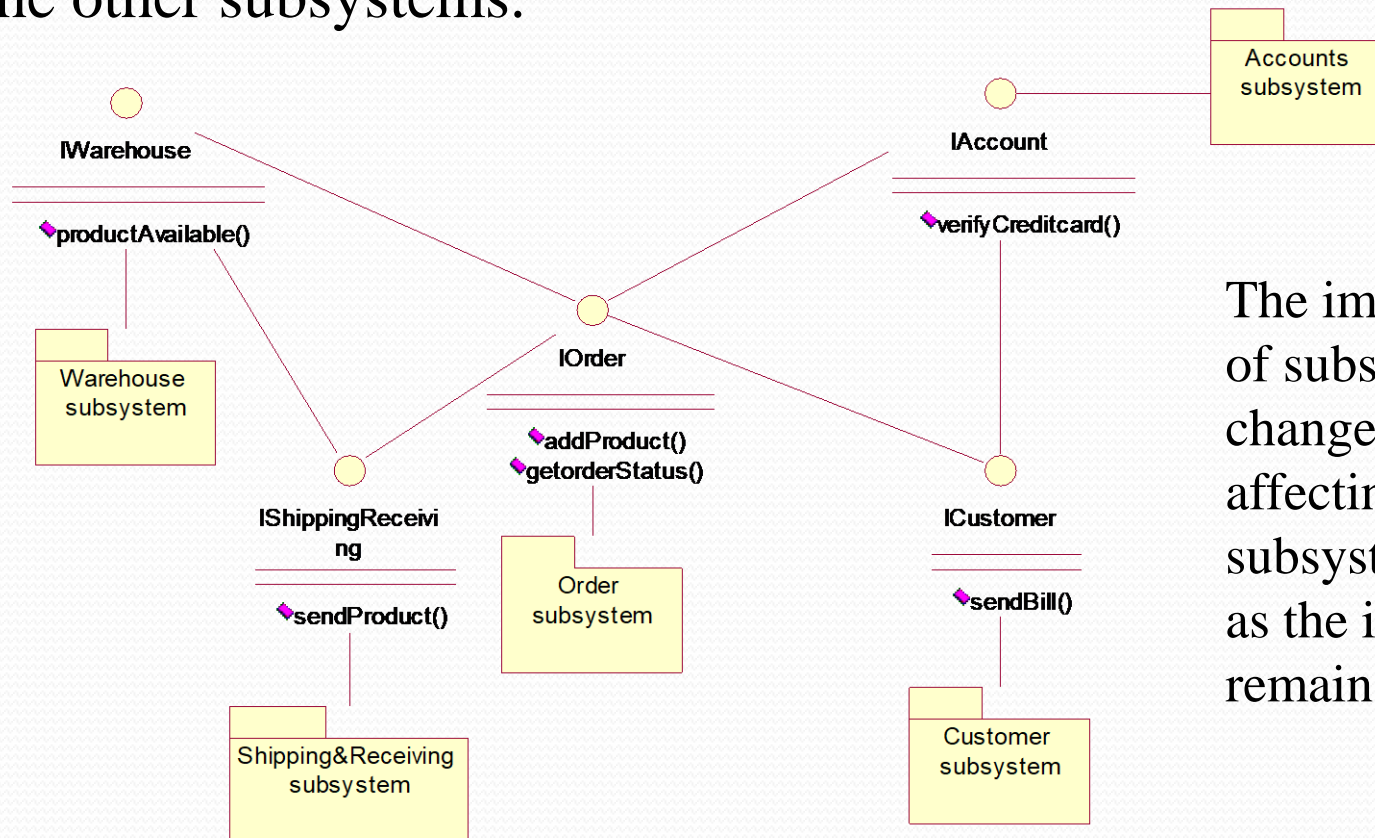 ne other subsystems.
Accounts
subsystem
IWarehouse
IAccount
productAvailable()
verifyCreditcard()
Warehouse
subsystem
IOrder
addProduct()
getorderStatus()
IShippingReceivi
ng
sendProduct()
Order
subsystem
ICustomer
sendBill()
Shipping&Receiving
subsystem
Customer
subsystem
The im
of subs
change
affectin
subsyst
as the i
remain